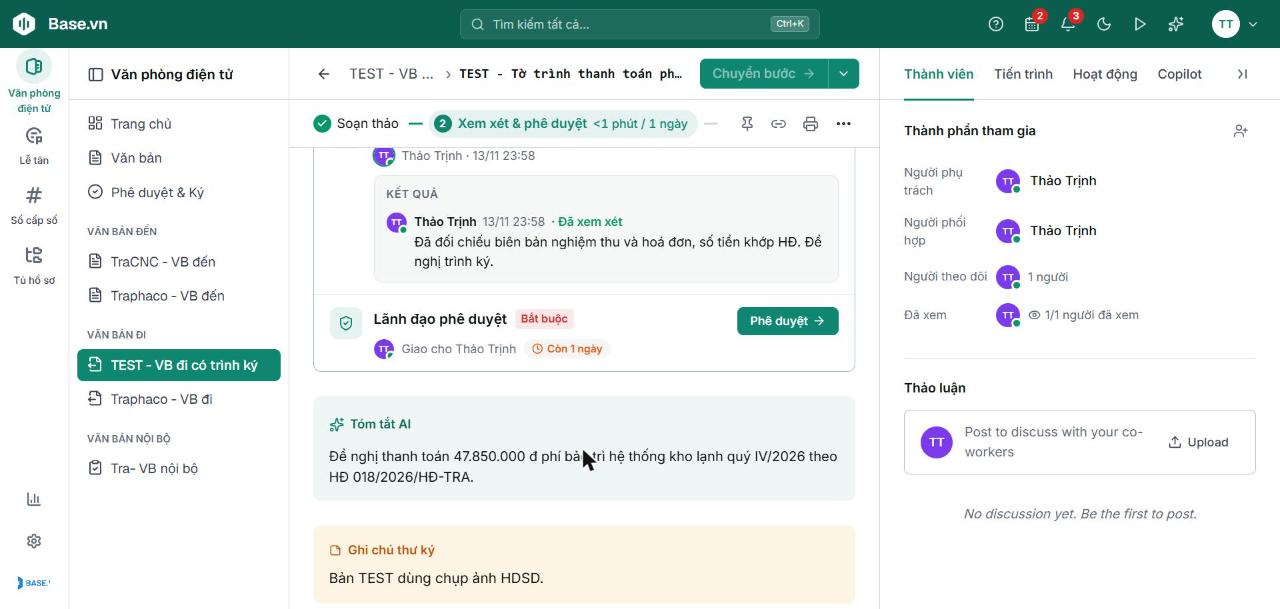 Base.vn
Tìm kiếm tất cả...
Ctrl+K
2
3
TT
Văn phòng
điện tử
Lễ tân
Sổ cấp số
Tủ hồ sơ
BASE.
Văn phòng điện tử
Trang chủ
Văn bản
Phê duyệt & Ký
VĂN BẢN ĐẾN
TraCNC - VB đến
Traphaco - VB đến
VĂN BẢN ĐI
TEST - VB đi có trình ký
Traphaco - VB đi
VĂN BẢN NỘI BỘ
Tra- VB nội bộ
TEST - VB ... › TEST - Tờ trình thanh toán ph…
Chuyển bước
Soạn thảo
2 Xem xét & phê duyệt <1 phút / 1 ngày
TT Thảo Trịnh · 13/11 23:58
KẾT QUẢ
TT Thảo Trịnh 13/11 23:58 · Đã xem xét
Đã đối chiếu biên bản nghiệm thu và hoá đơn, số tiền khớp HĐ. Đề
nghị trình ký.
Lãnh đạo phê duyệt Bắt buộc
Phê duyệt
TT Giao cho Thảo Trịnh Còn 1 ngày
Tóm tắt AI
Đề nghị thanh toán 47.850.000 đ phí bảo trì hệ thống kho lạnh quý IV/2026 theo
HĐ 018/2026/HĐ-TRA.
Ghi chú thư ký
Bản TEST dùng chụp ảnh HDSD.
Thành viên
Tiến trình
Hoạt động
Copilot
Thành phần tham gia
Người phụ
trách
TT Thảo Trịnh
Người phối
hợp
TT Thảo Trịnh
Người theo dõi TT 1 người
Đã xem TT 1/1 người đã xem
Thảo luận
TT
Post to discuss with your co-
workers
Upload
No discussion yet. Be the first to post.